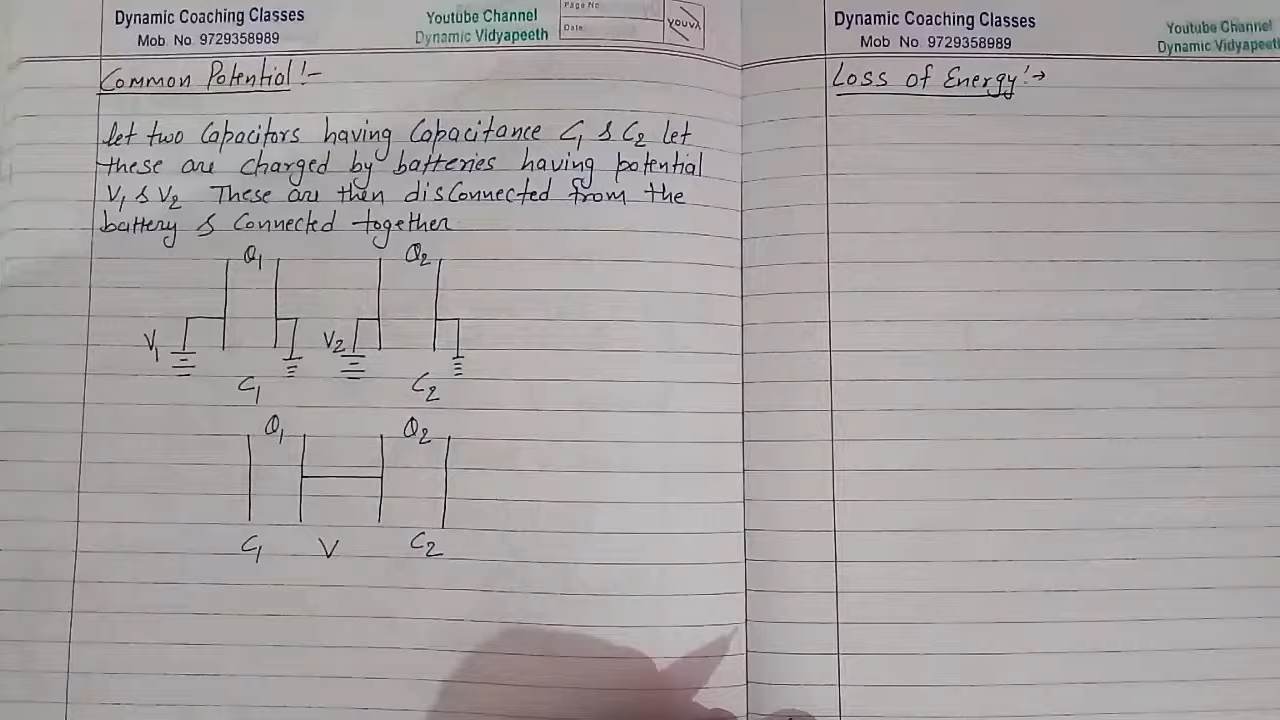 Dynamic Coaching Classes
Mob. No. 9729358989
Youtube Channel
Dynamic Vidyapeeth
Page No.
Date
YOUVA
Common Potential :-
Let two Capacitors having Capacitance C₁ & C₂ Let
these are charged by batteries having potential
V₁ & V₂ These are then disConnected from the
battery & Connected together
Q₁ Q₂
V₁ V₂
C₁ C₂
Q₁ Q₂
C₁ V C₂
Dynamic Coaching Classes
Mob. No. 9729358989
Youtube Channel
Dynamic Vidyapeeth
Loss of Energy :→